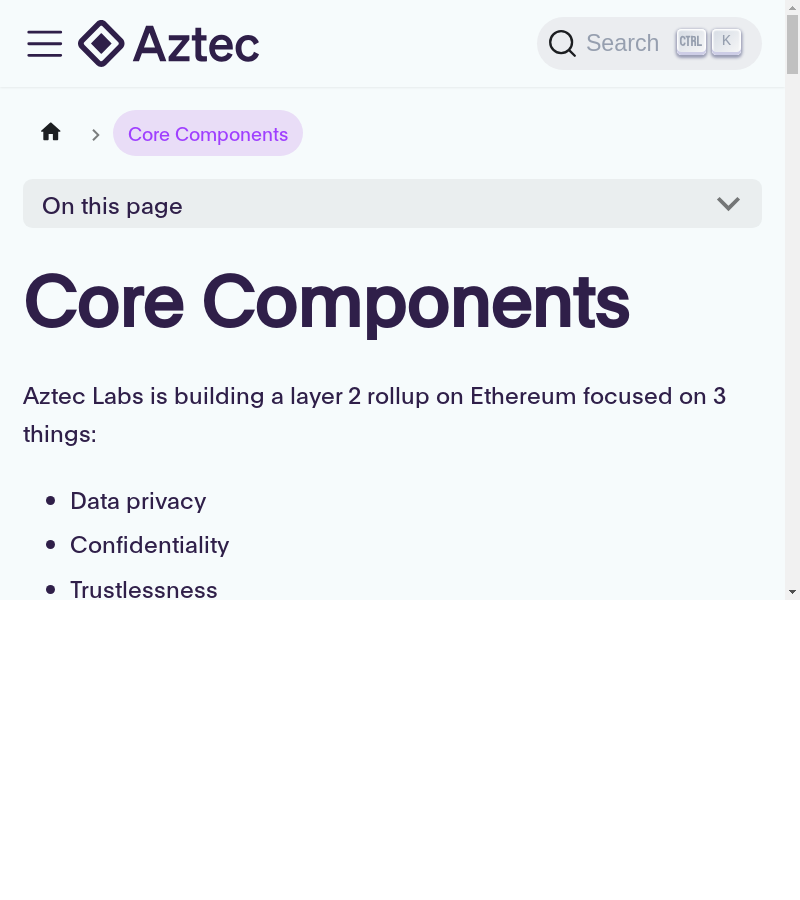 Aztec
Search CTRL K
Core Components
On this page
Core Components
Aztec Labs is building a layer 2 rollup on Ethereum focused on 3
things:
Data privacy
Confidentiality
Trustlessness